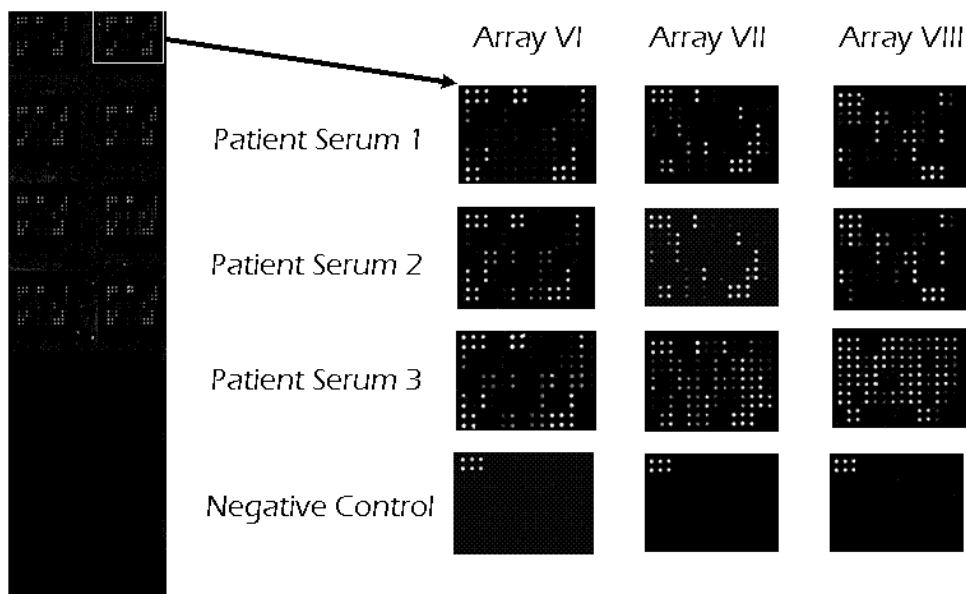 Array VI Array VII Array VIII
Patient Serum 1
Patient Serum 2
Patient Serum 3
Negative Control